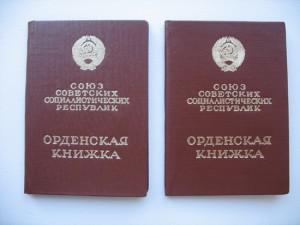 СОЮЗ
СОВЕТСКИХ
СОЦИАЛИСТИЧЕСКИХ
РЕСПУБЛИК
ОРДЕНСКАЯ
КНИЖКА
СОЮЗ
СОВЕТСКИХ
СОЦИАЛИСТИЧЕСКИХ
РЕСПУБЛИК
ОРДЕНСКАЯ
КНИЖКА